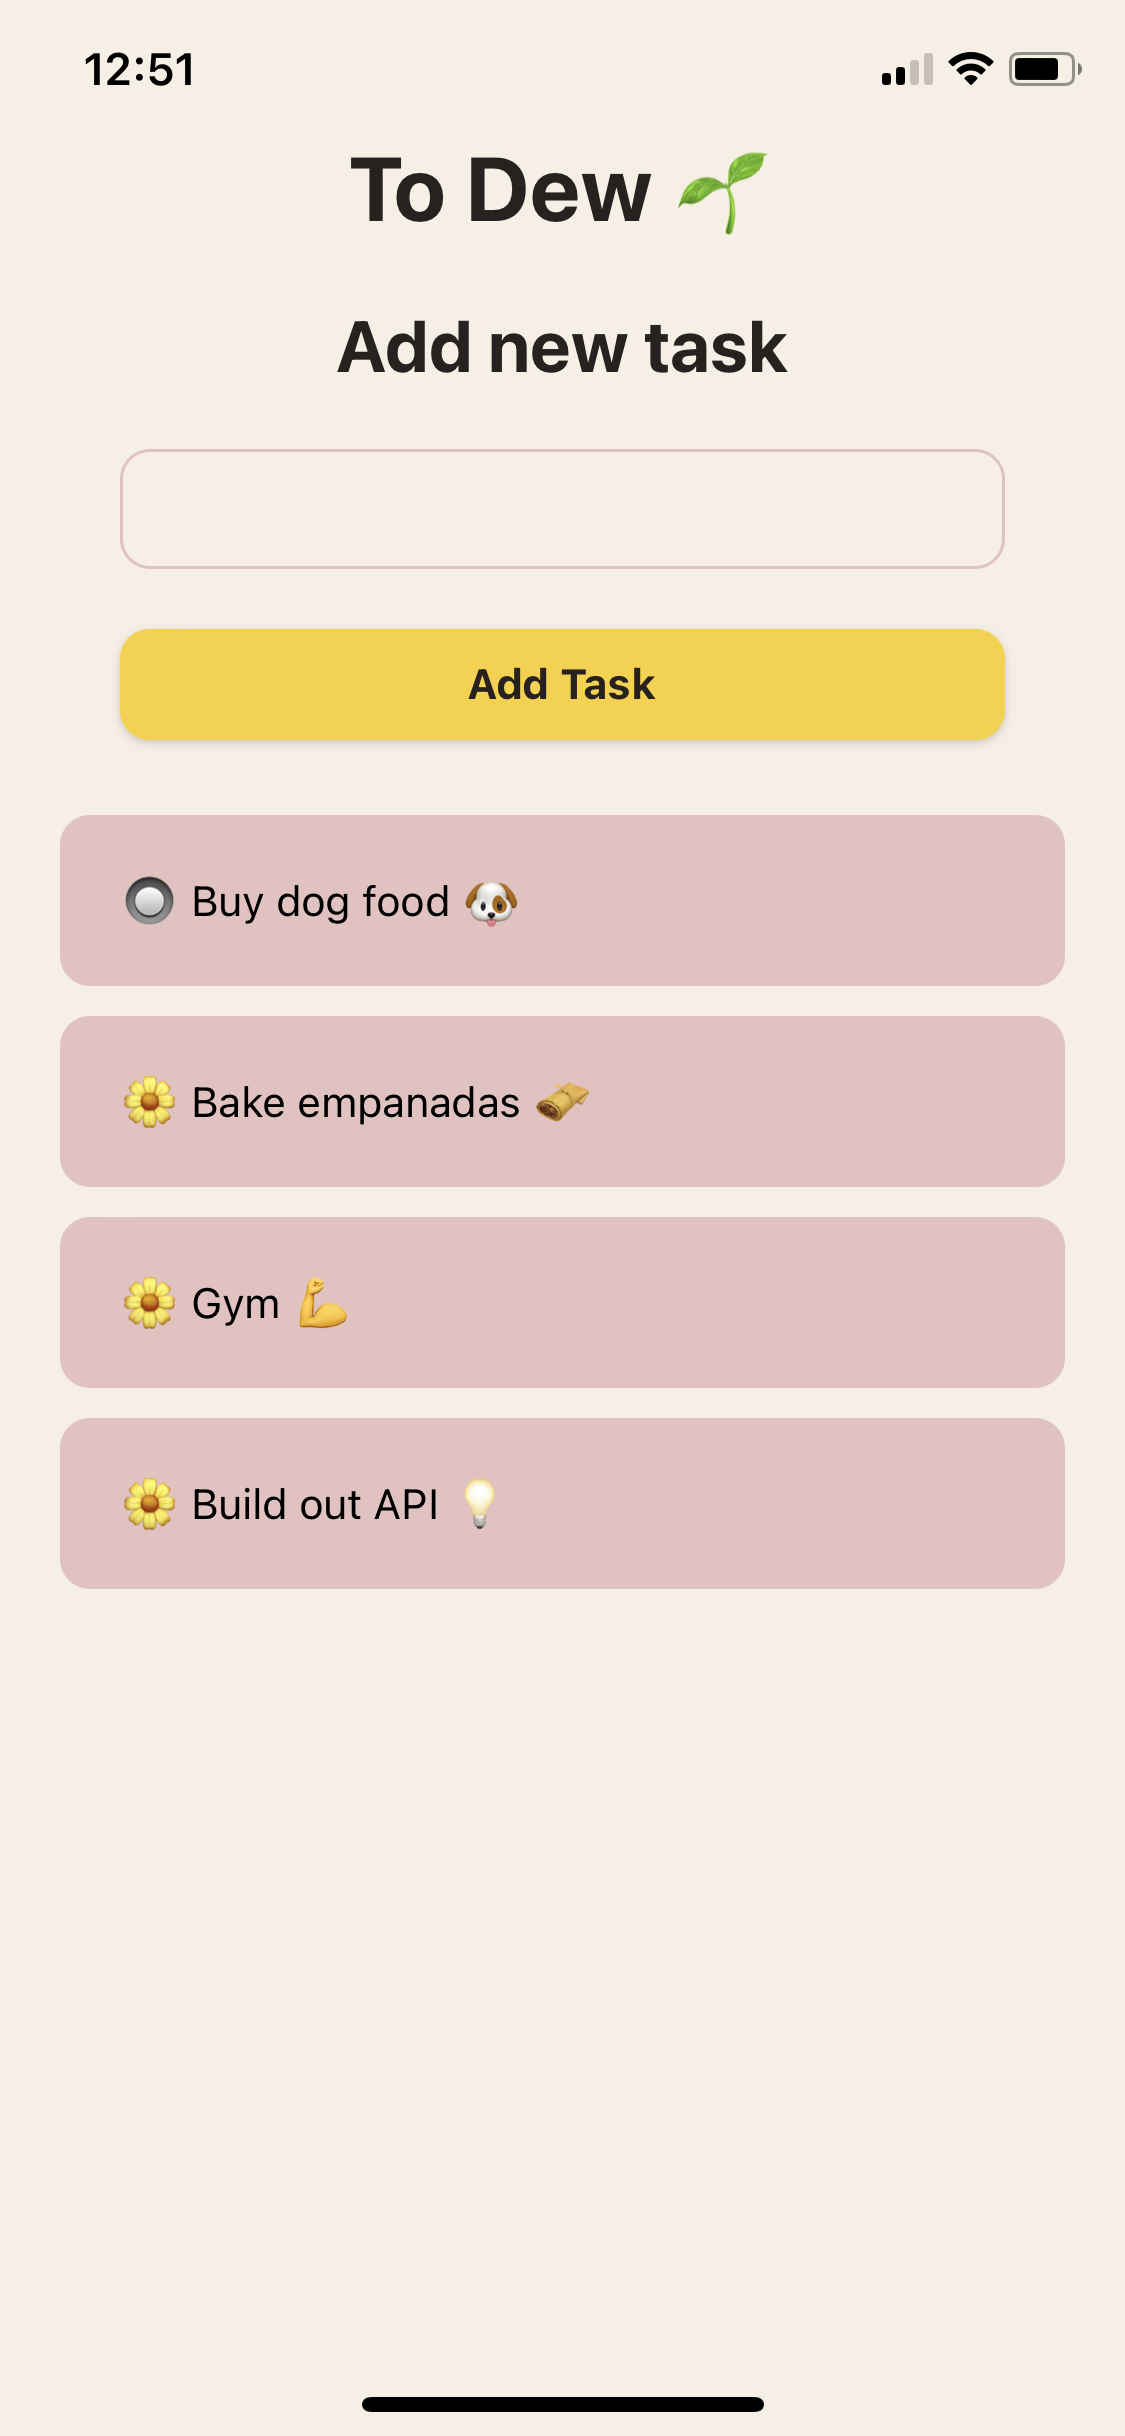 12:51
To Dew 🌱
Add new task
Add Task
🔘 Buy dog food 🐶
🌼 Bake empanadas 🫔
🌼 Gym 💪
🌼 Build out API 💡